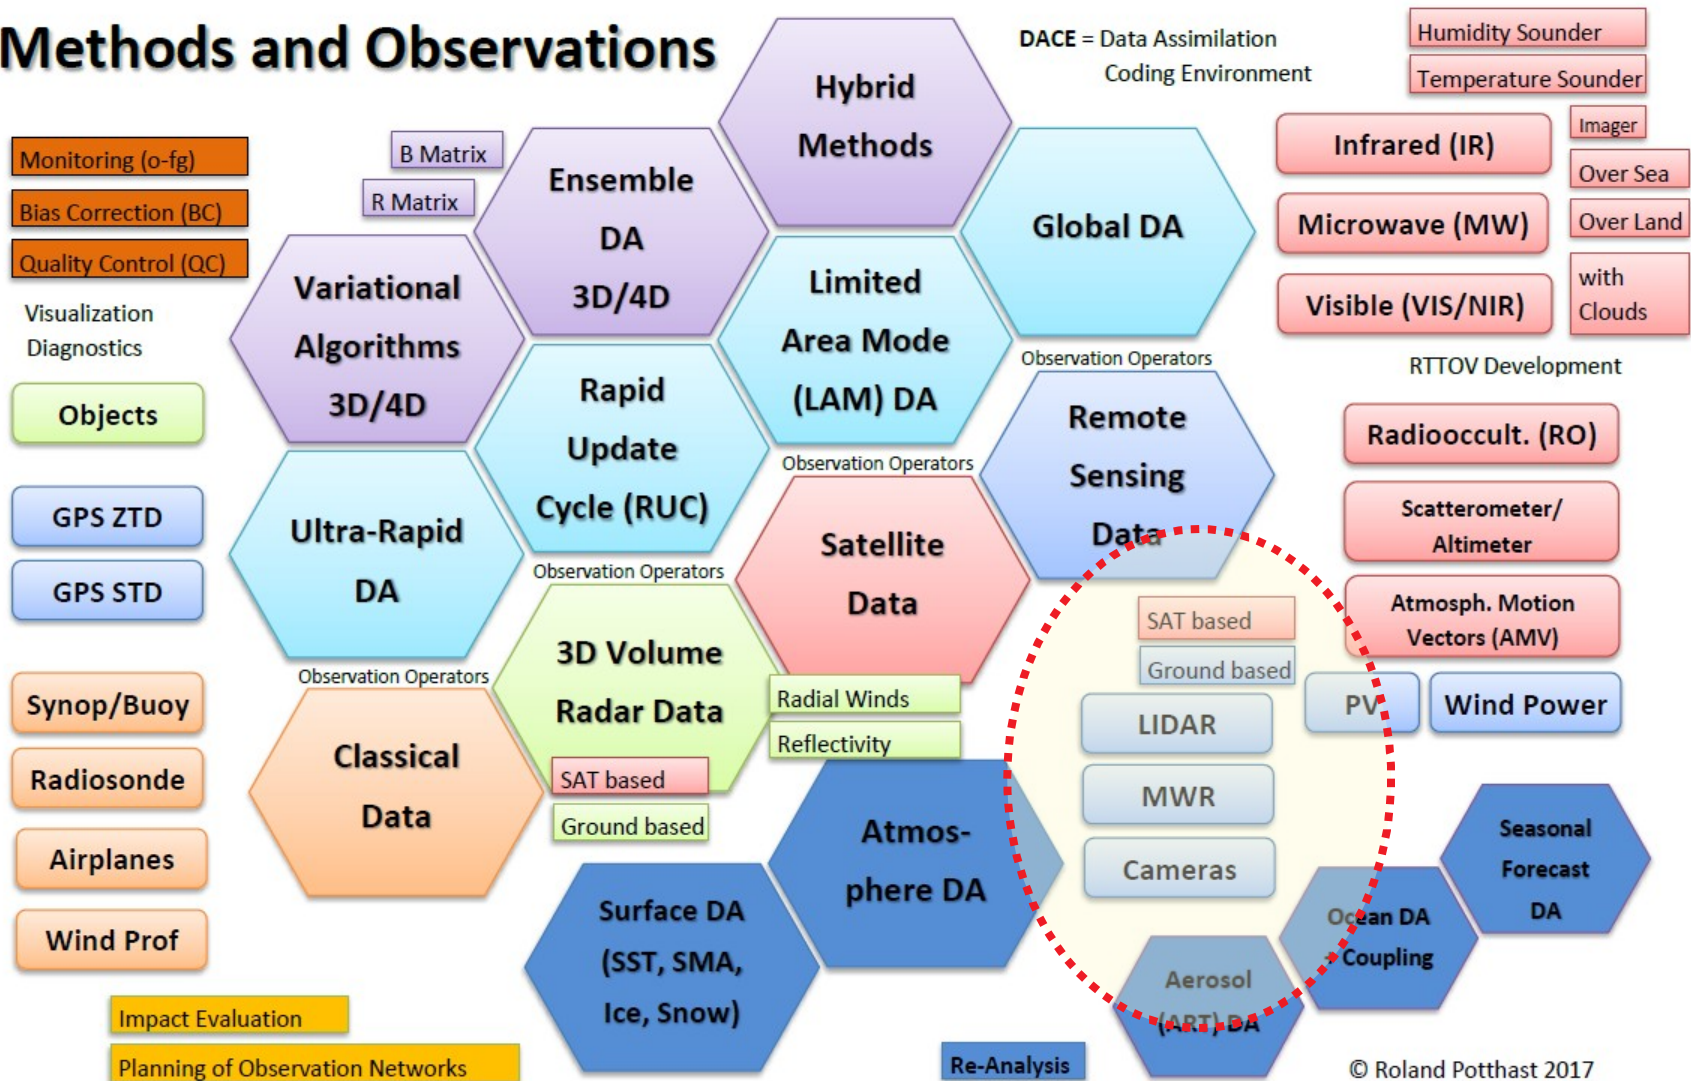 Methods and Observations
DACE = Data Assimilation
Coding Environment
Humidity Sounder
Temperature Sounder
Imager
Over Sea
Over Land
with
Clouds
Infrared (IR)
Microwave (MW)
Visible (VIS/NIR)
RTTOV Development
Monitoring (o-fg)
Bias Correction (BC)
Quality Control (QC)
Visualization
Diagnostics
Objects
GPS ZTD
GPS STD
Synop/Buoy
Radiosonde
Airplanes
Wind Prof
B Matrix
R Matrix
Hybrid
Methods
Ensemble
DA
3D/4D
Variational
Algorithms
3D/4D
Global DA
Limited
Area Mode
(LAM) DA
Rapid
Update
Cycle (RUC)
Ultra-Rapid
DA
Observation Operators
Remote
Sensing
Data
Observation Operators
Satellite
Data
Observation Operators
3D Volume
Radar Data
Radial Winds
Reflectivity
SAT based
Ground based
Observation Operators
Classical
Data
Radiooccult. (RO)
Scatterometer/
Altimeter
Atmosph. Motion
Vectors (AMV)
SAT based
Ground based
LIDAR
MWR
Cameras
PV
Wind Power
Atmos-
phere DA
Surface DA
(SST, SMA,
Ice, Snow)
Aerosol
(ART) DA
Ocean DA
+ Coupling
Seasonal
Forecast
DA
Impact Evaluation
Planning of Observation Networks
Re-Analysis
© Roland Potthast 2017